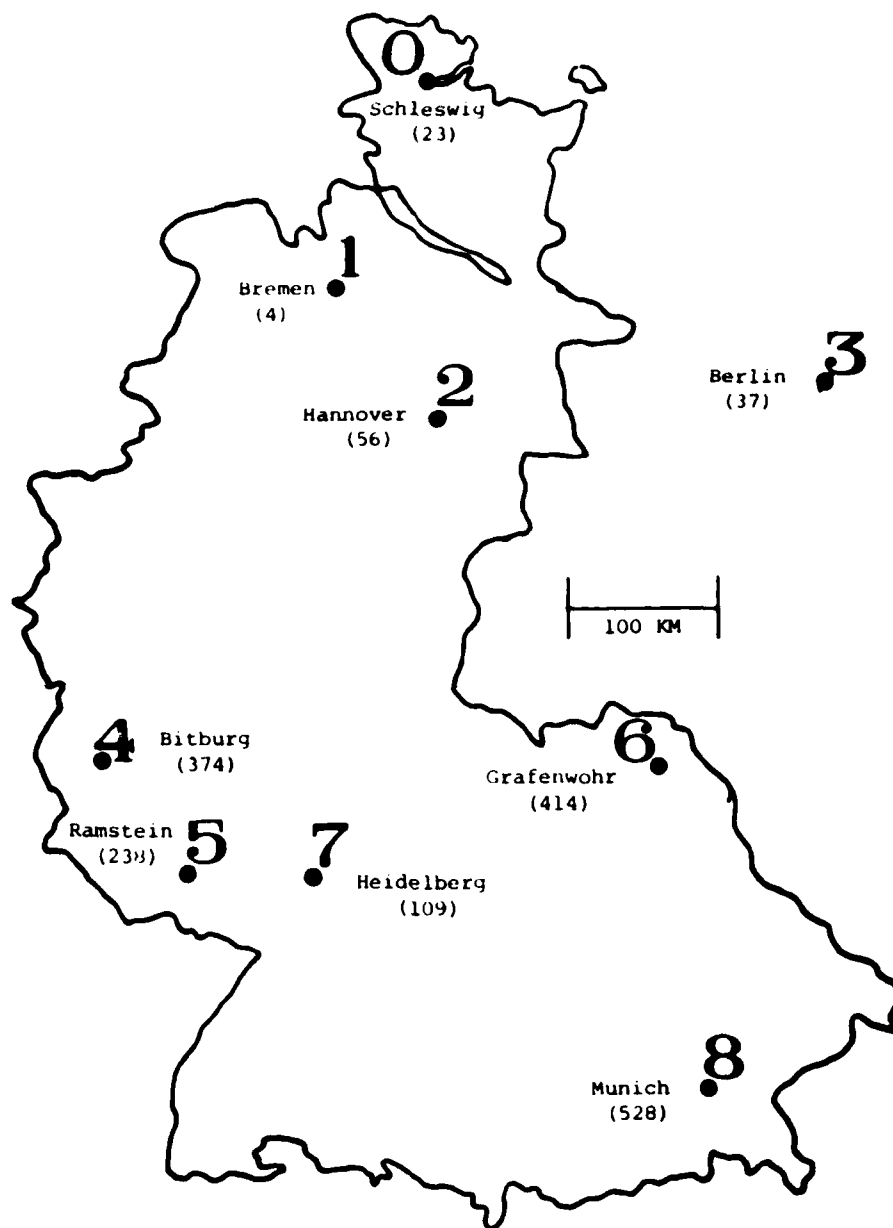 0
Schleswig
(23)
1
Bremen
(4)
3
Berlin
(37)
2
Hannover
(56)
100 KM
4
Bitburg
(374)
6
Grafenwohr
(414)
Ramstein
(238)
5
7
Heidelberg
(109)
8
Munich
(528)